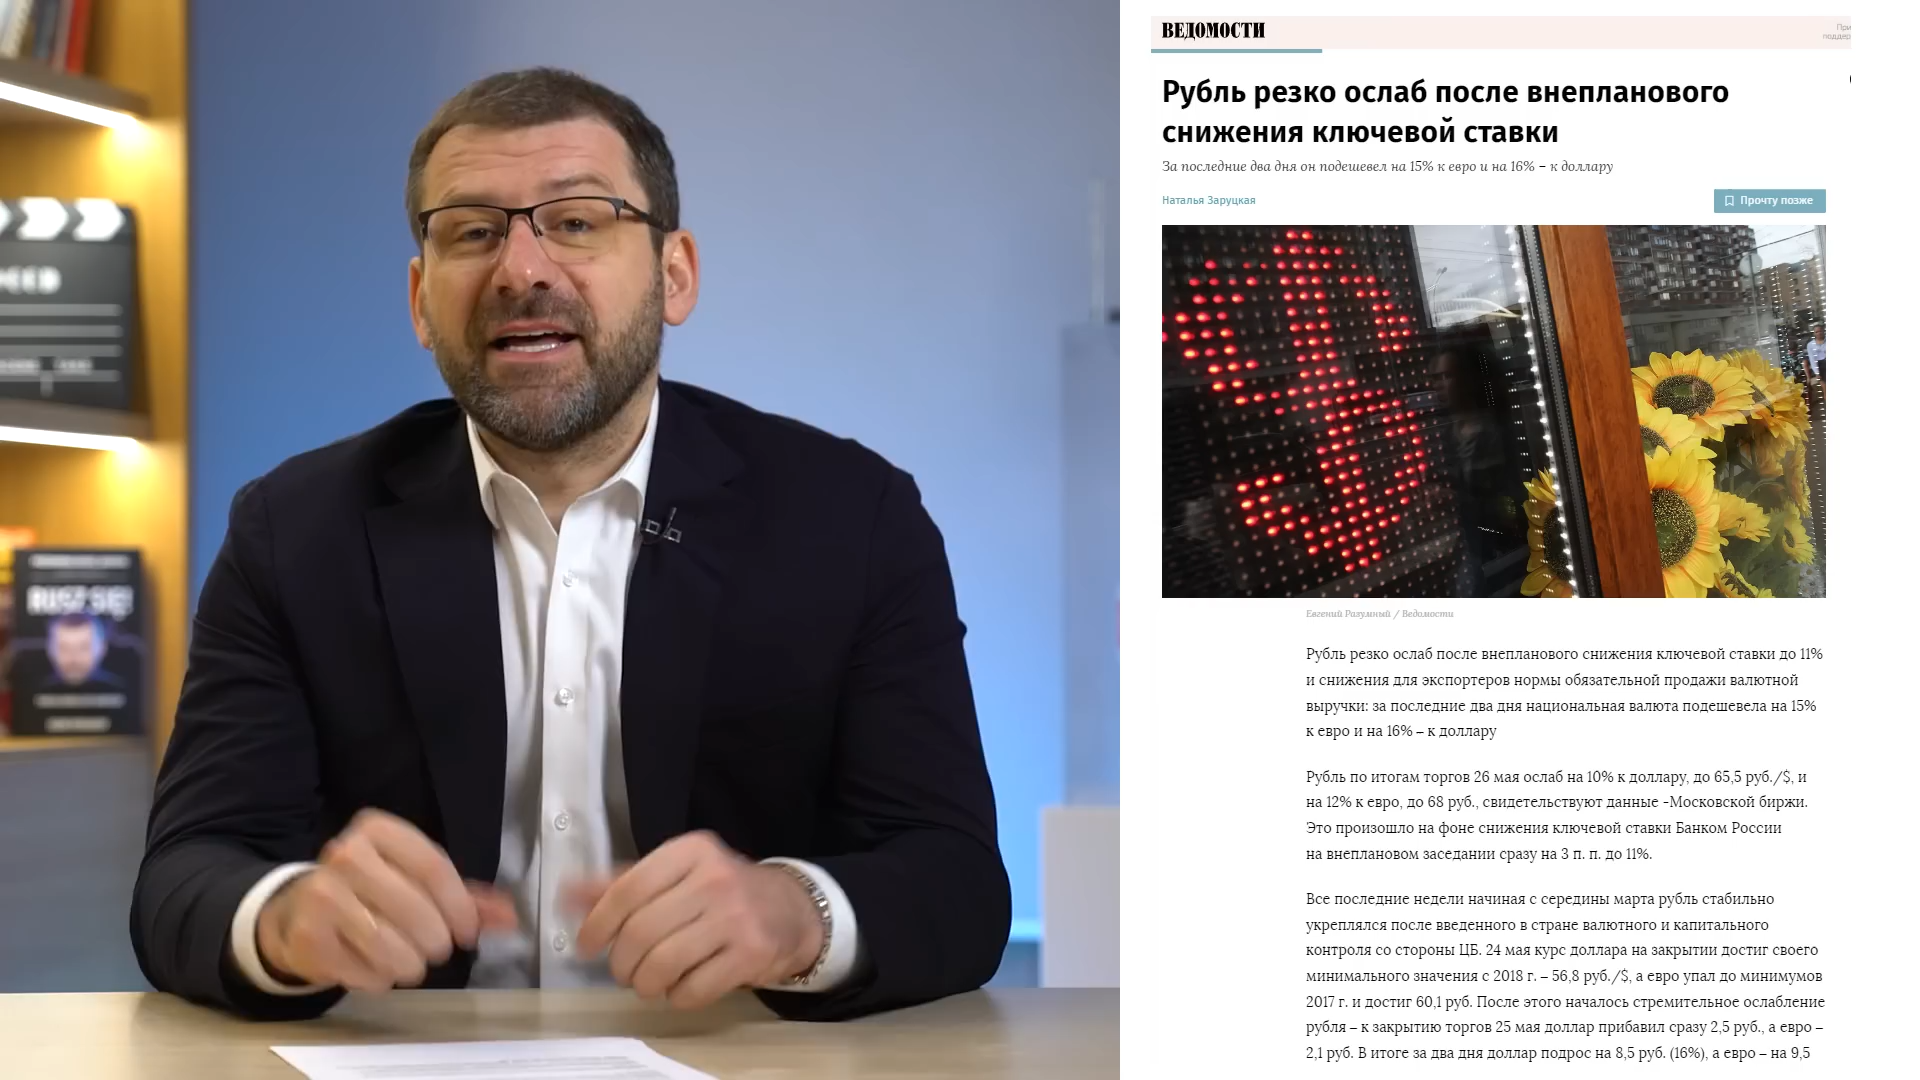 RUSZ SIĘ!
ВЕДОМОСТИ
Рубль резко ослаб после внепланового
снижения ключевой ставки
За последние два дня он подешевел на 15% к евро и на 16% – к доллару
Наталья Заруцкая
Прочту позже
Евгений Разумный / Ведомости
Рубль резко ослаб после внепланового снижения ключевой ставки до 11%
и снижения для экспортеров нормы обязательной продажи валютной
выручки: за последние два дня национальная валюта подешевела на 15%
к евро и на 16% – к доллару
Рубль по итогам торгов 26 мая ослаб на 10% к доллару, до 65,5 руб./$, и
на 12% к евро, до 68 руб., свидетельствуют данные -Московской биржи.
Это произошло на фоне снижения ключевой ставки Банком России
на внеплановом заседании сразу на 3 п. п. до 11%.
Все последние недели начиная с середины марта рубль стабильно
укреплялся после введенного в стране валютного и капитального
контроля со стороны ЦБ. 24 мая курс доллара на закрытии достиг своего
минимального значения с 2018 г. – 56,8 руб./$, а евро упал до минимумов
2017 г. и достиг 60,1 руб. После этого началось стремительное ослабление
рубля – к закрытию торгов 25 мая доллар прибавил сразу 2,5 руб., а евро –
2,1 руб. В итоге за два дня доллар подрос на 8,5 руб. (16%), а евро – на 9,5